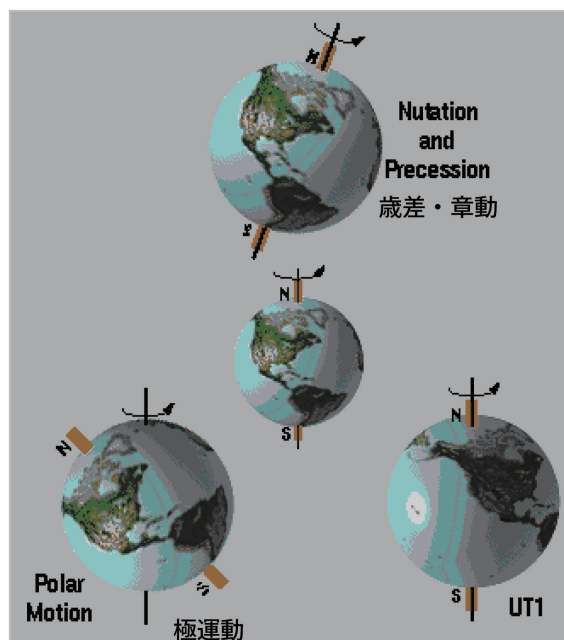 N
Nutation
and
Precession
歳差・章動
S
N
S
N
N
S
Polar
Motion
極運動
S
UT1